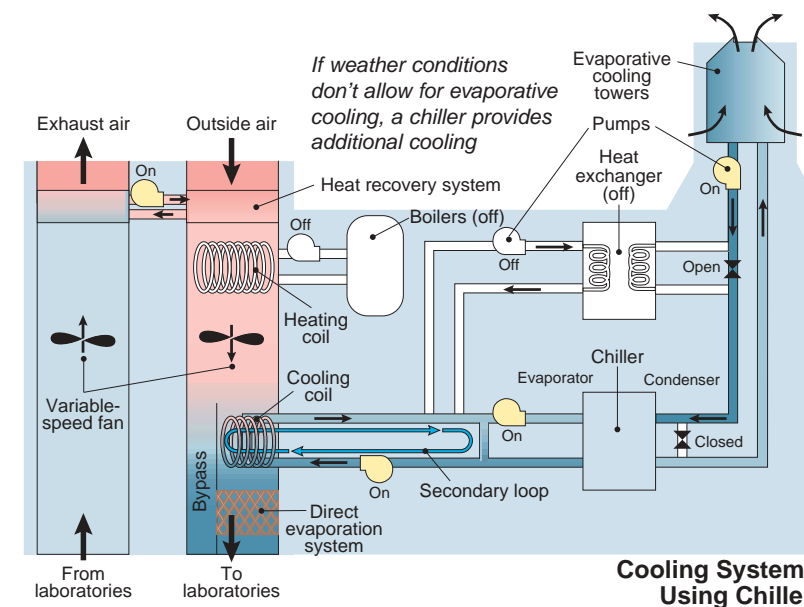 If weather conditions
don't allow for evaporative
cooling, a chiller provides
additional cooling
Evaporative
cooling
towers
Exhaust air
Outside air
Pumps
On
Heat recovery system
Heat
exchanger
(off)
On
Boilers (off)
Off
Off
Open
Heating
coil
Chiller
Cooling
coil
Evaporator
Condenser
Variable-
speed fan
On
Closed
Bypass
On
Secondary loop
Direct
evaporation
system
From
laboratories
To
laboratories
Cooling System
Using Chille